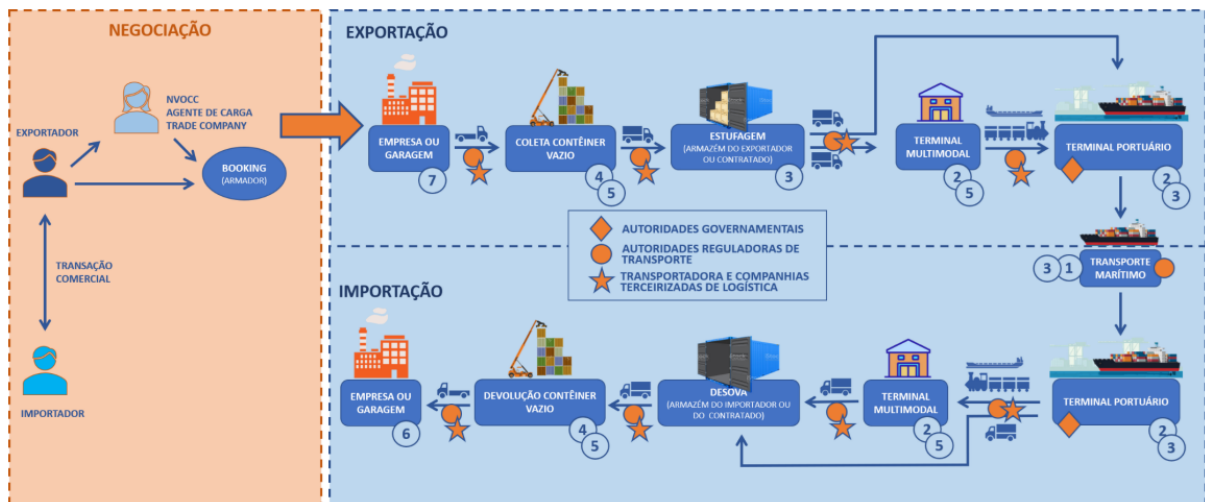 NEGOCIAÇÃO
NVOCC
AGENTE DE CARGA
TRADE COMPANY
EXPORTADOR
BOOKING
(ARMADOR)
TRANSAÇÃO
COMERCIAL
IMPORTADOR
EXPORTAÇÃO
EMPRESA OU
GARAGEM
7
COLETA CONTÊINER
VAZIO
4
5
ESTUFAGEM
(ARMAZÉM DO EXPORTADOR
OU CONTRATADO)
3
TERMINAL
MULTIMODAL
2
5
TERMINAL PORTUÁRIO
2
3
AUTORIDADES GOVERNAMENTAIS
AUTORIDADES REGULADORAS DE
TRANSPORTE
TRANSPORTADORA E COMPANHIAS
TERCEIRIZADAS DE LOGÍSTICA
3
1
TRANSPORTE
MARÍTIMO
IMPORTAÇÃO
EMPRESA OU
GARAGEM
6
DEVOLUÇÃO CONTÊINER
VAZIO
4
5
DESOVA
(ARMAZÉM DO IMPORTADOR OU
DO CONTRATADO)
TERMINAL
MULTIMODAL
2
5
TERMINAL PORTUÁRIO
2
3